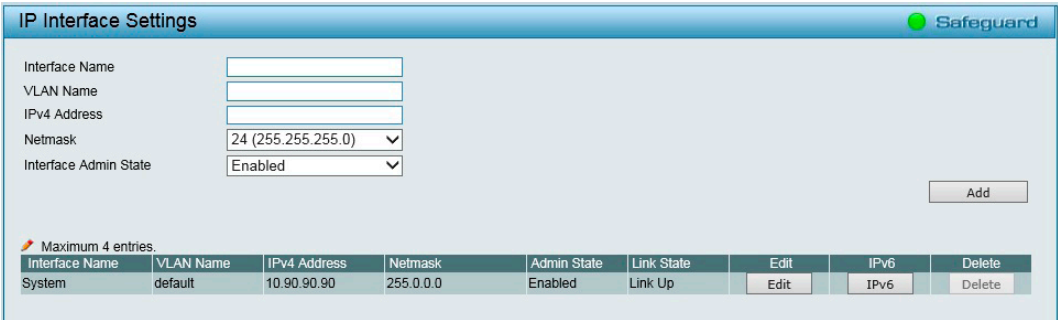 IP Interface Settings Safeguard
Interface Name
VLAN Name
IPv4 Address
Netmask 24 (255.255.255.0)
Interface Admin State Enabled
Add
Maximum 4 entries.
Interface Name VLAN Name IPv4 Address Netmask Admin State Link State Edit IPv6 Delete
System default 10.90.90.90 255.0.0.0 Enabled Link Up Edit IPv6 Delete